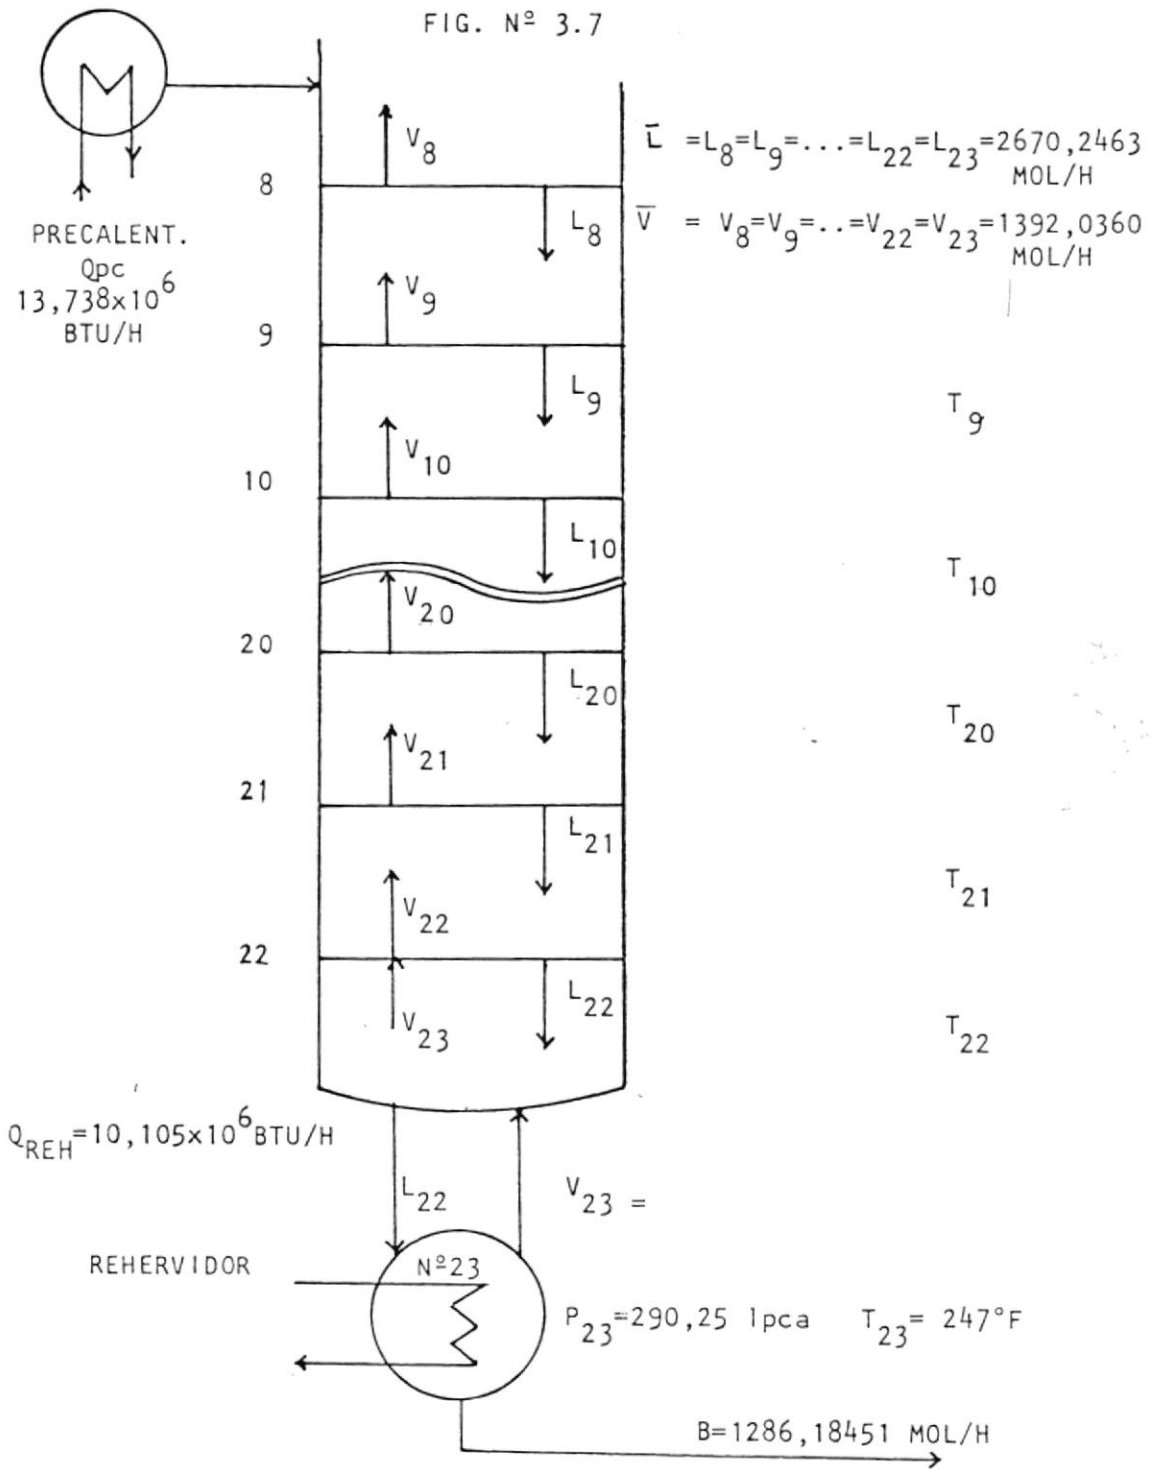 FIG. Nº 3.7
V8
L̄ =L8=L9=...=L22=L23=2670,2463
MOL/H
8
L8
V̄ = V8=V9=..=V22=V23=1392,0360
MOL/H
PRECALENT.
Qpc
13,738x10^6
BTU/H
V9
9
L9
T9
V10
10
L10
T10
V20
20
L20
T20
V21
21
L21
T21
V22
22
L22
V23
T22
QREH=10,105x10^6BTU/H
L22
V23 =
REHERVIDOR
Nº23
P23=290,25 lpca T23= 247°F
B=1286,18451 MOL/H